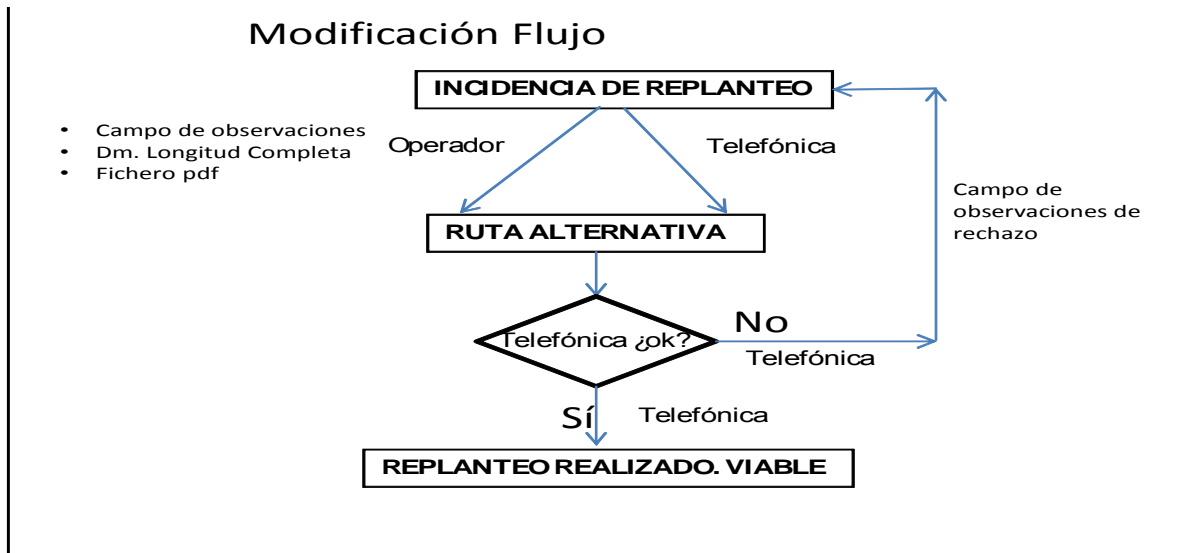 Modificación Flujo
INCIDENCIA DE REPLANTEO
• Campo de observaciones
• Dm. Longitud Completa
• Fichero pdf
Operador
Telefónica
Campo de
observaciones de
rechazo
RUTA ALTERNATIVA
Telefónica ¿ok?
No
Telefónica
Sí
Telefónica
REPLANTEO REALIZADO. VIABLE